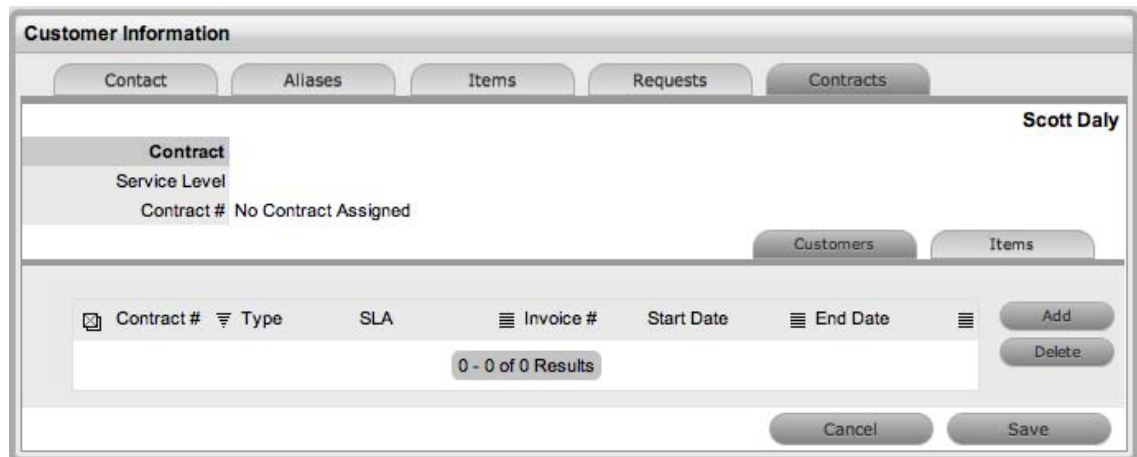 Customer Information
Contact Aliases Items Requests Contracts
Scott Daly
Contract
Service Level
Contract # No Contract Assigned
Customers Items
Contract # Type SLA Invoice # Start Date End Date
Add
Delete
0 - 0 of 0 Results
Cancel Save